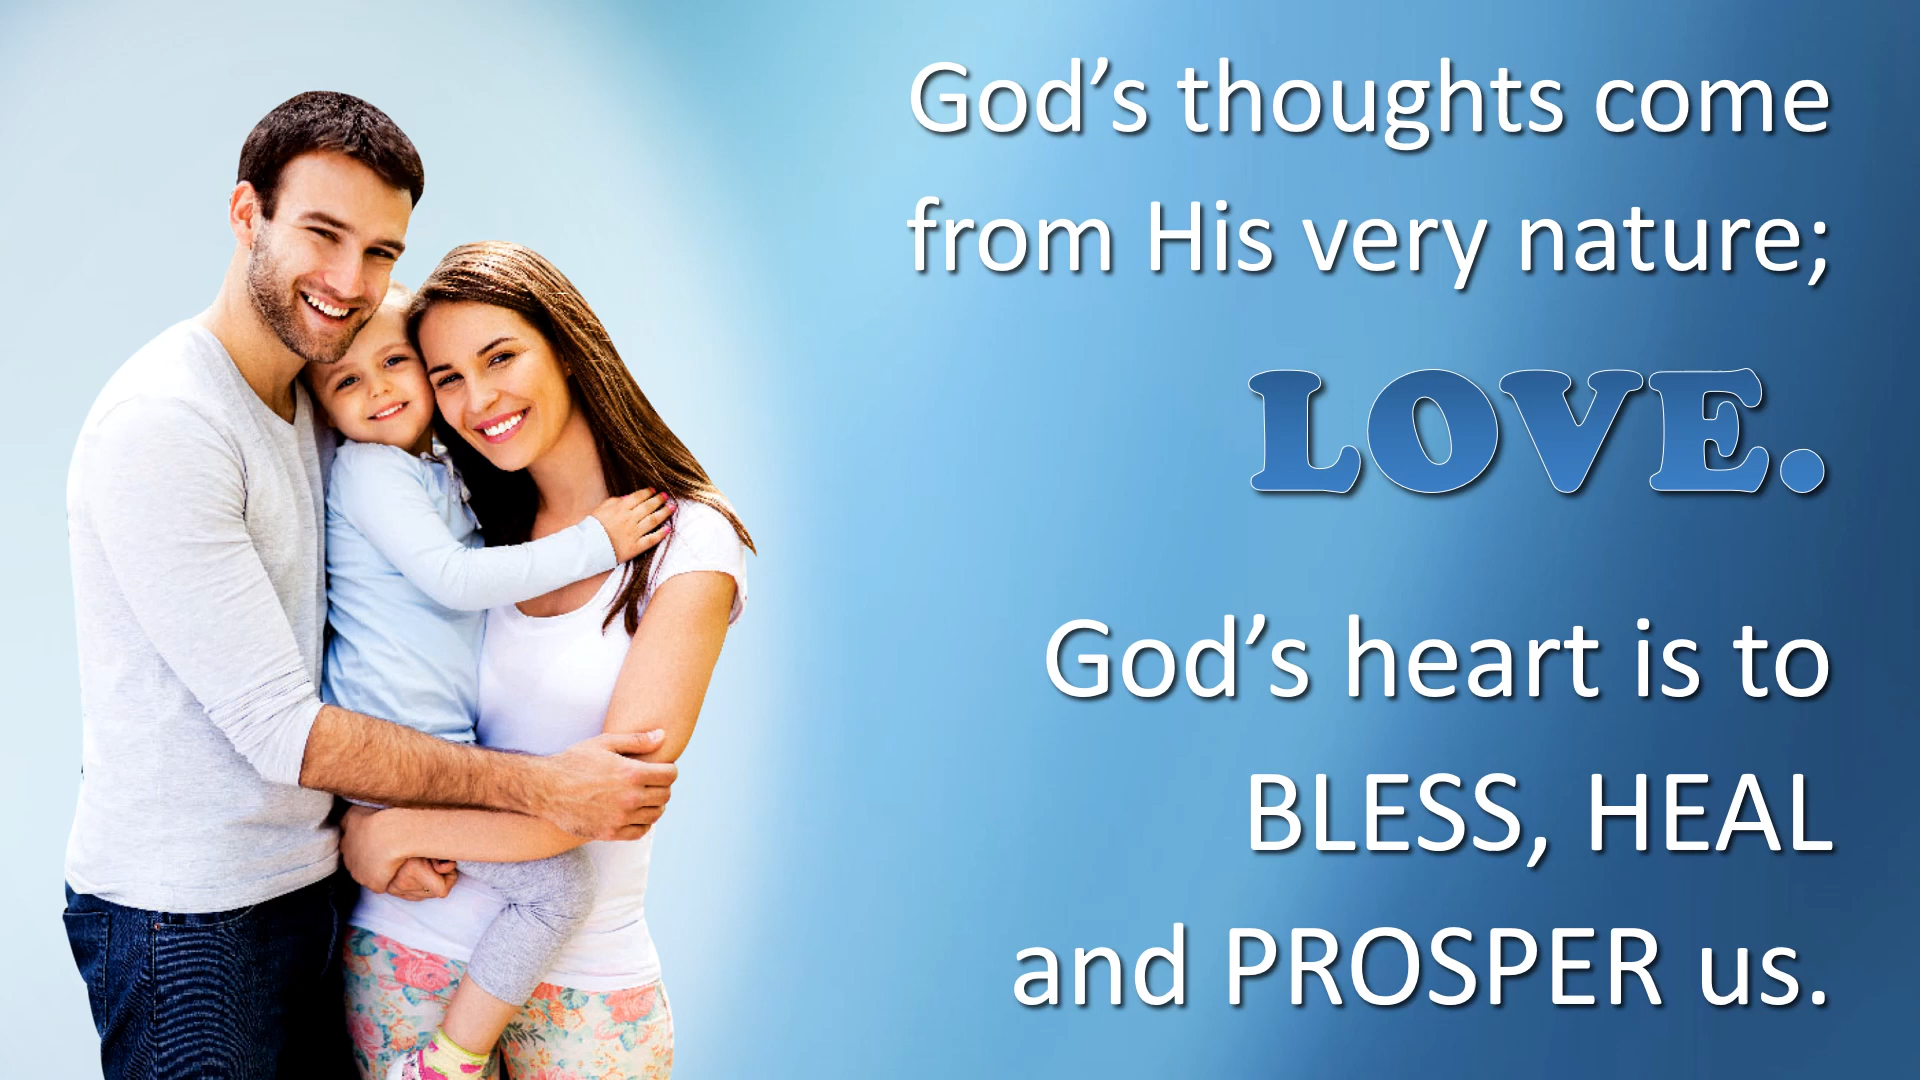 God’s thoughts come
from His very nature;
LOVE.
God’s heart is to
BLESS, HEAL
and PROSPER us.